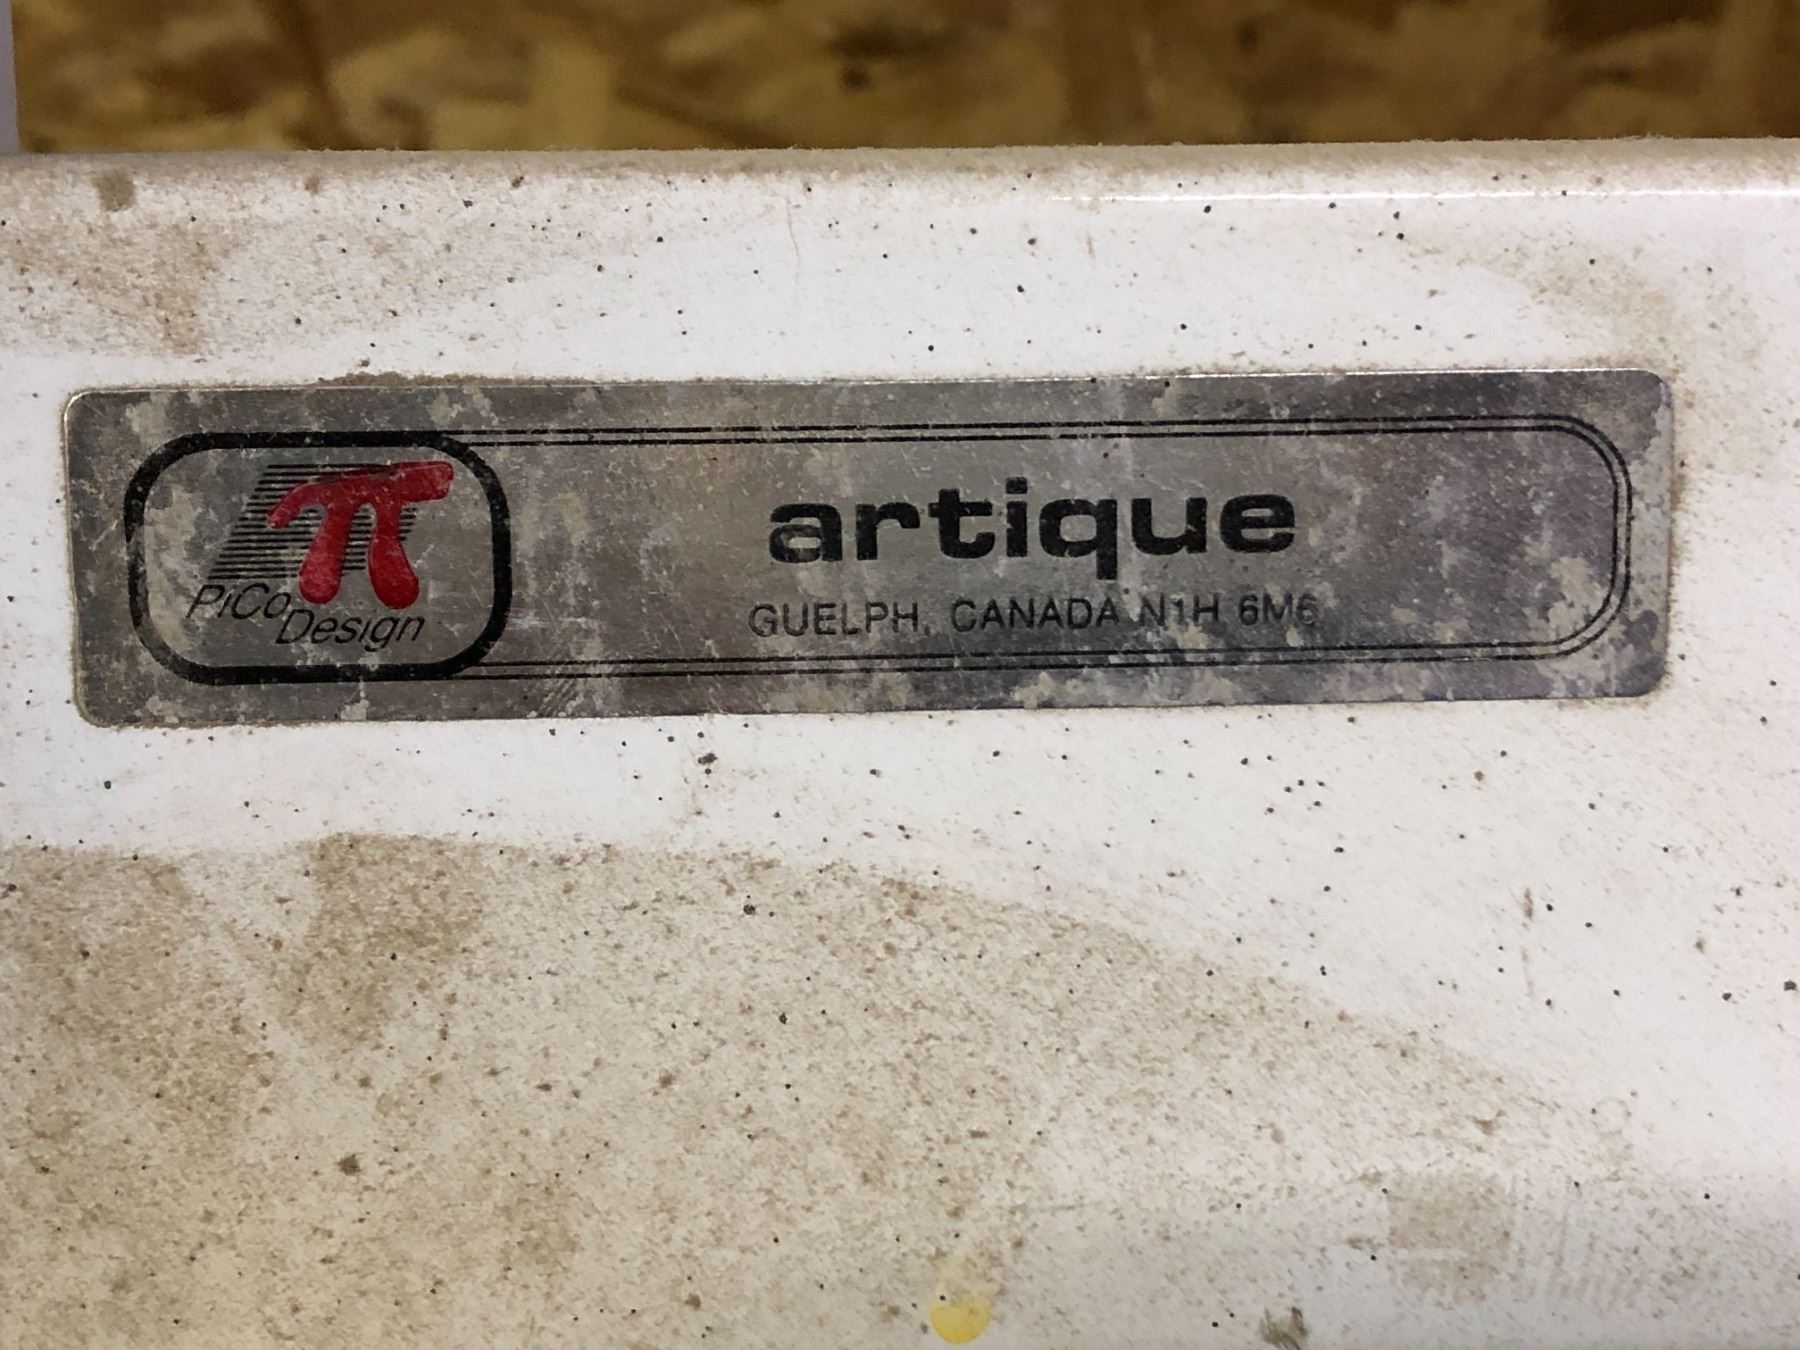 π
PiCo
Design
artique
GUELPH, CANADA N1H 6M6